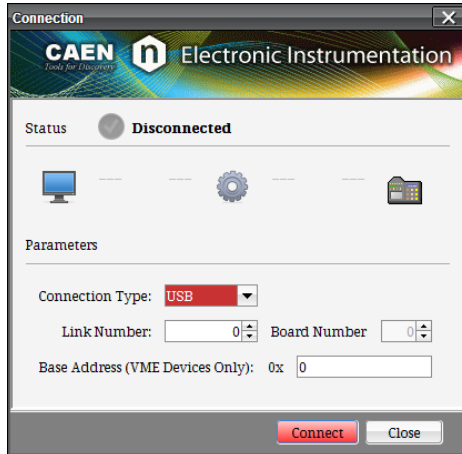 Connection
CAEN n Electronic Instrumentation
Tools for Discovery
Status Disconnected
Parameters
Connection Type: USB
Link Number: 0 Board Number 0
Base Address (VME Devices Only): 0x 0
Connect Close